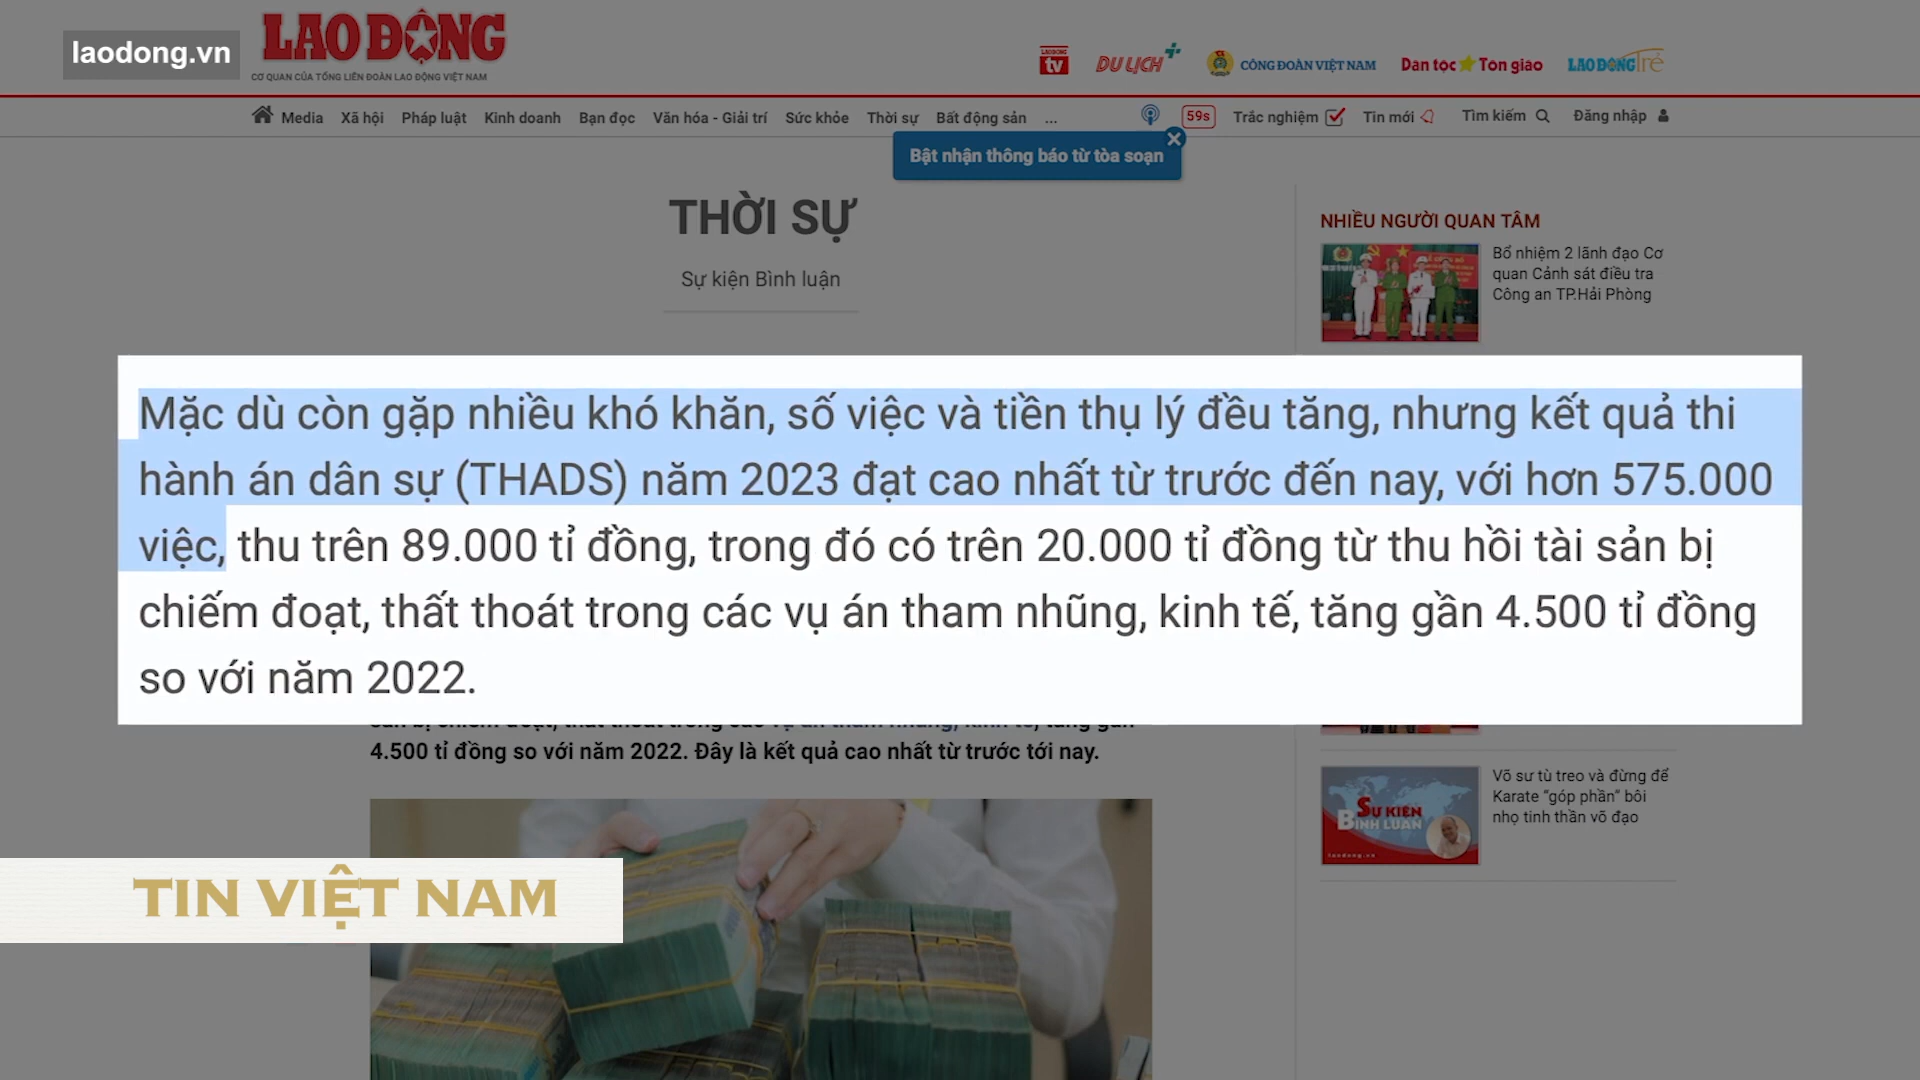 laodong.vn
LAO ĐỘNG
CƠ QUAN CỦA TỔNG LIÊN ĐOÀN LAO ĐỘNG VIỆT NAM
LAO ĐỘNG tv DU LỊCH+ CÔNG ĐOÀN VIỆT NAM Dân tộc Tôn giáo LAO ĐỘNG Trẻ
Media Xã hội Pháp luật Kinh doanh Bạn đọc Văn hóa - Giải trí Sức khỏe Thời sự Bất động sản ... 59s Trắc nghiệm Tin mới Tìm kiếm Đăng nhập
Bật nhận thông báo từ tòa soạn
THỜI SỰ
Sự kiện Bình luận
NHIỀU NGƯỜI QUAN TÂM
Bổ nhiệm 2 lãnh đạo Cơ
quan Cảnh sát điều tra
Công an TP.Hải Phòng
Mặc dù còn gặp nhiều khó khăn, số việc và tiền thụ lý đều tăng, nhưng kết quả thi
hành án dân sự (THADS) năm 2023 đạt cao nhất từ trước đến nay, với hơn 575.000
việc, thu trên 89.000 tỉ đồng, trong đó có trên 20.000 tỉ đồng từ thu hồi tài sản bị
chiếm đoạt, thất thoát trong các vụ án tham nhũng, kinh tế, tăng gần 4.500 tỉ đồng
so với năm 2022.
4.500 tỉ đồng so với năm 2022. Đây là kết quả cao nhất từ trước tới nay.
SỰ KIỆN
BÌNH LUẬN
laodong.vn
Võ sư tù treo và đừng để
Karate “góp phần” bôi
nhọ tinh thần võ đạo
TIN VIỆT NAM